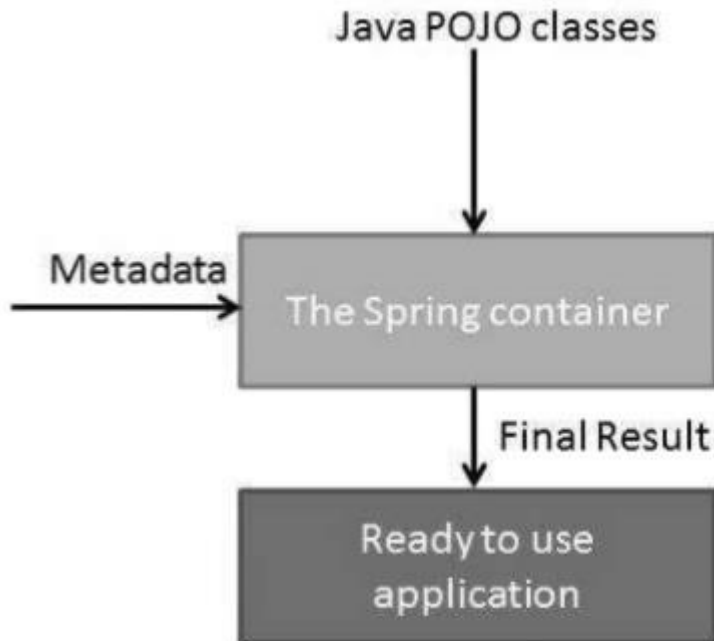 Java POJO classes
Metadata
The Spring container
Final Result
Ready to use
application